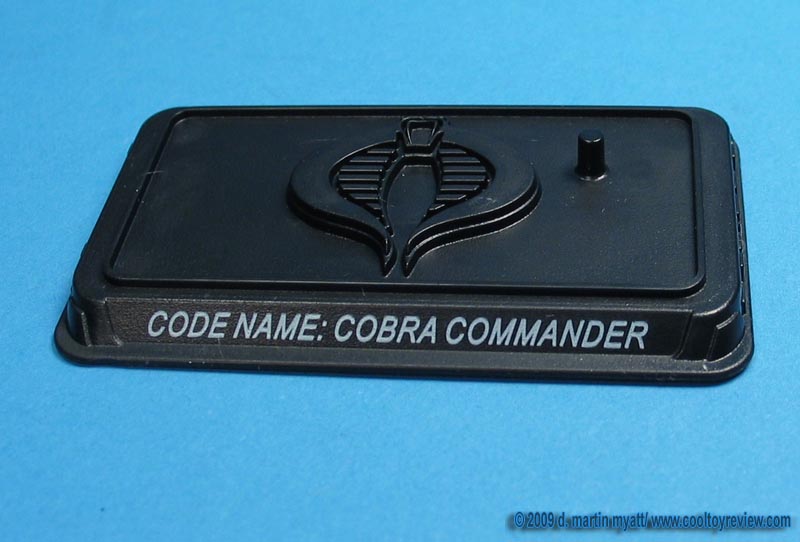 CODE NAME: COBRA COMMANDER
© 2009 d. martin myatt/ www.cooltoyreview.com